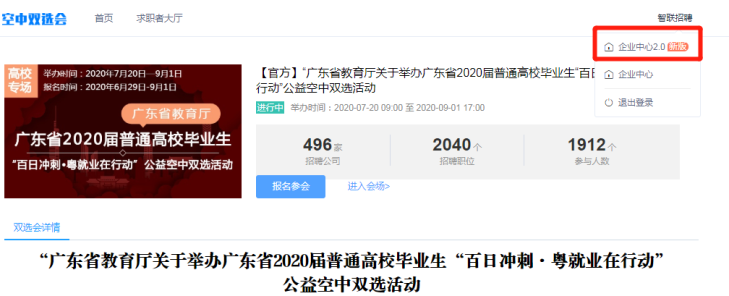 空中双选会 首页 求职者大厅 智联招聘
企业中心2.0 新版
企业中心
退出登录
高校专场
举办时间：2020年7月20日—9月1日
报名时间：2020年6月29日-9月1日
广东省教育厅
广东省2020届普通高校毕业生
“百日冲刺•粤就业在行动”公益空中双选活动
【官方】“广东省教育厅关于举办广东省2020届普通高校毕业生“百日
行动”公益空中双选活动
进行中 举办时间：2020-07-20 09:00 至 2020-09-01 17:00
496家 2040个 1912个
招聘公司 招聘职位 参与人数
报名参会 进入会场>
双选会详情
“广东省教育厅关于举办广东省2020届普通高校毕业生“百日冲刺·粤就业在行动”
公益空中双选活动